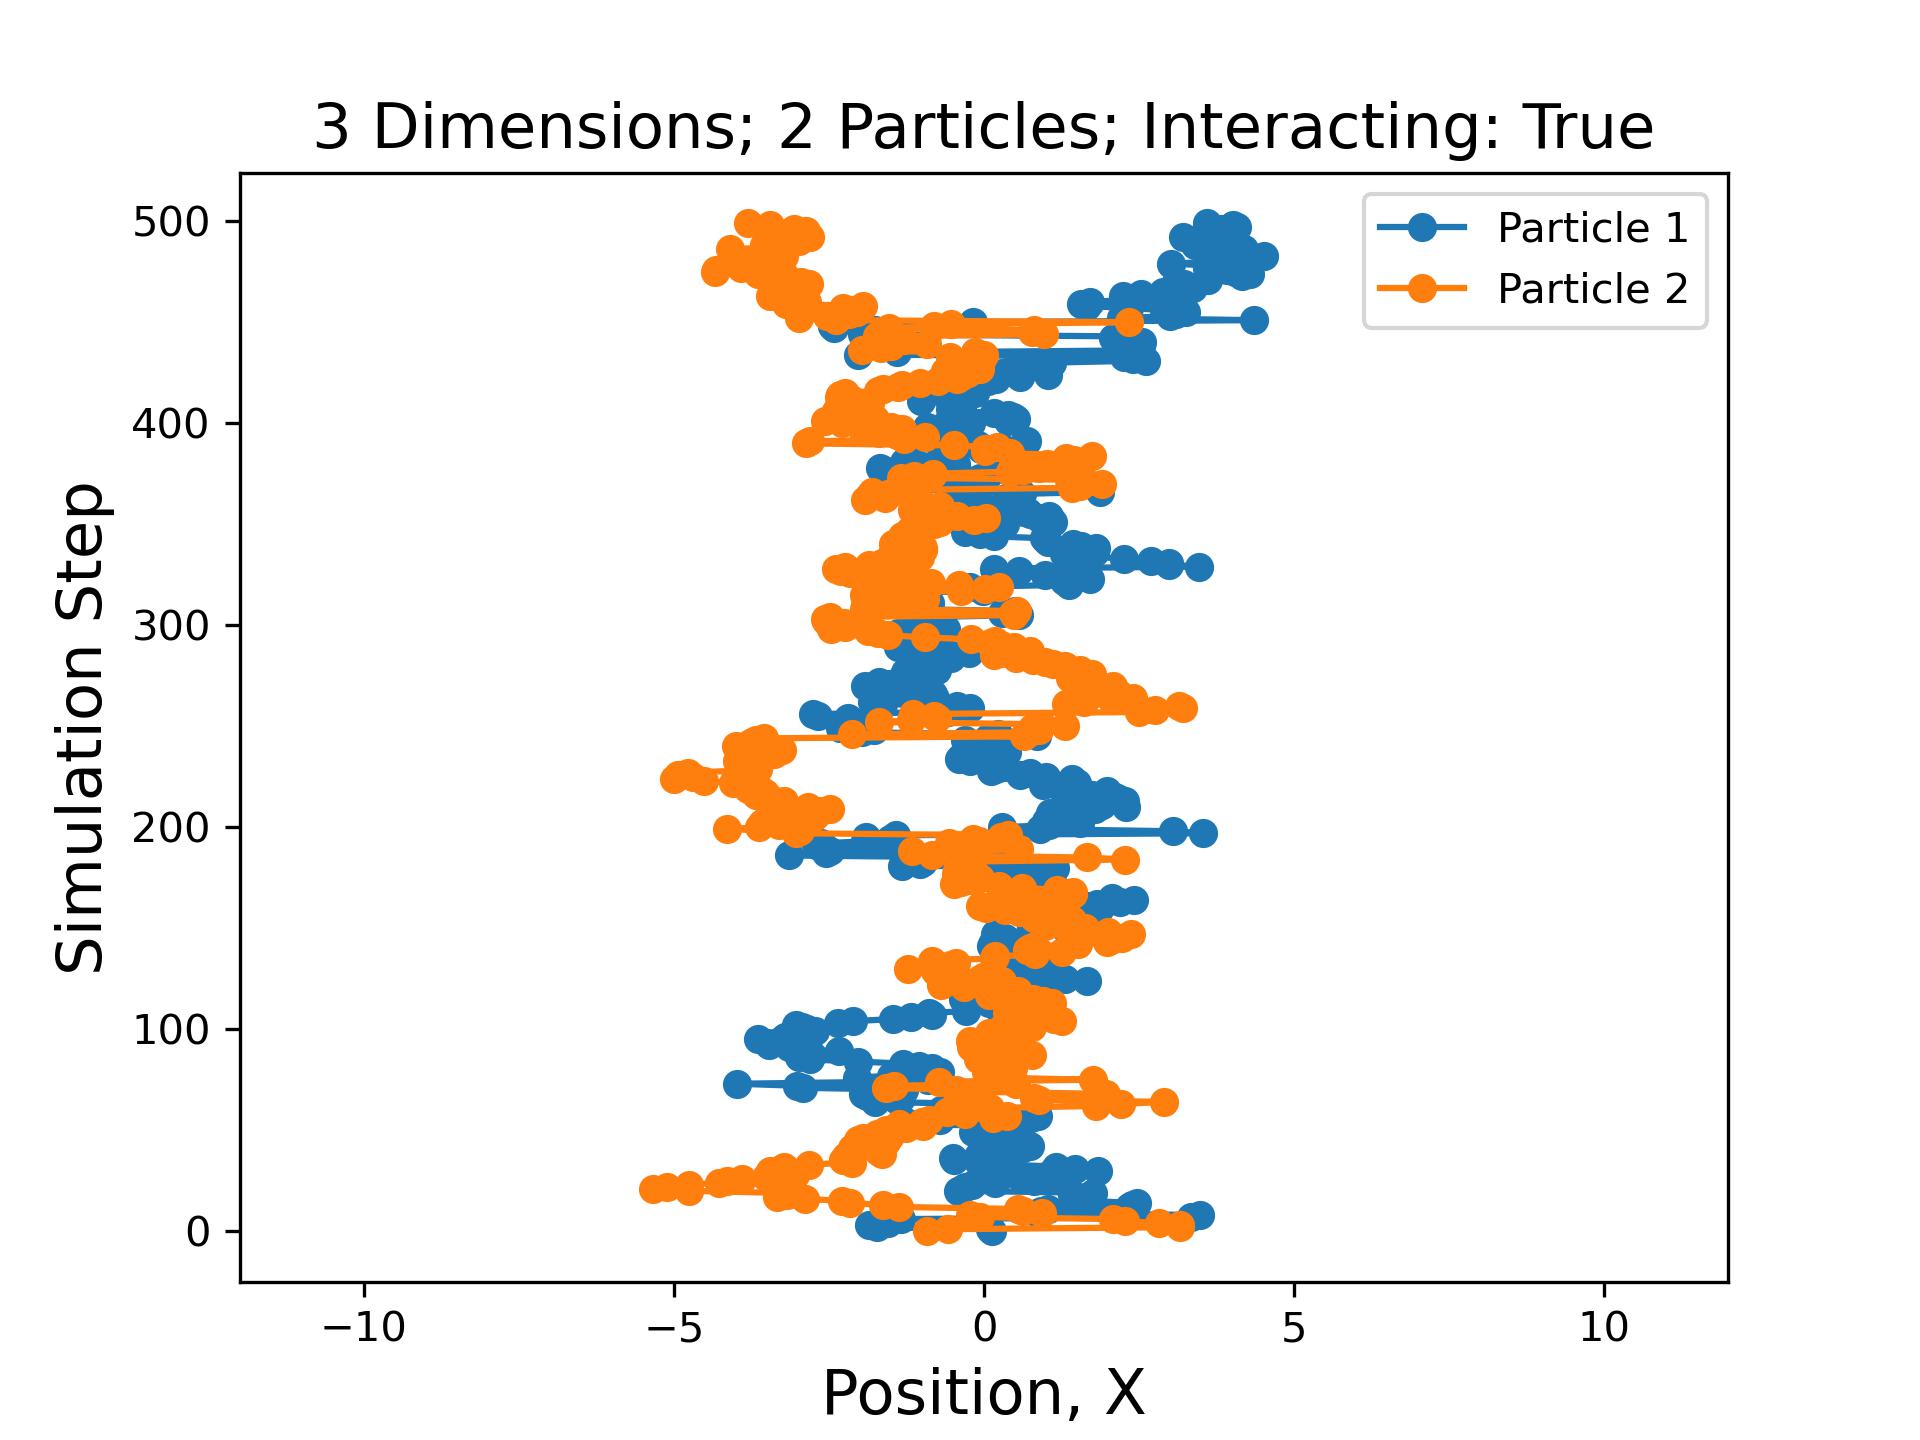 3 Dimensions; 2 Particles; Interacting: True
Particle 1
Particle 2
500
400
300
200
100
0
Simulation Step
−10
−5
0
5
10
Position, X